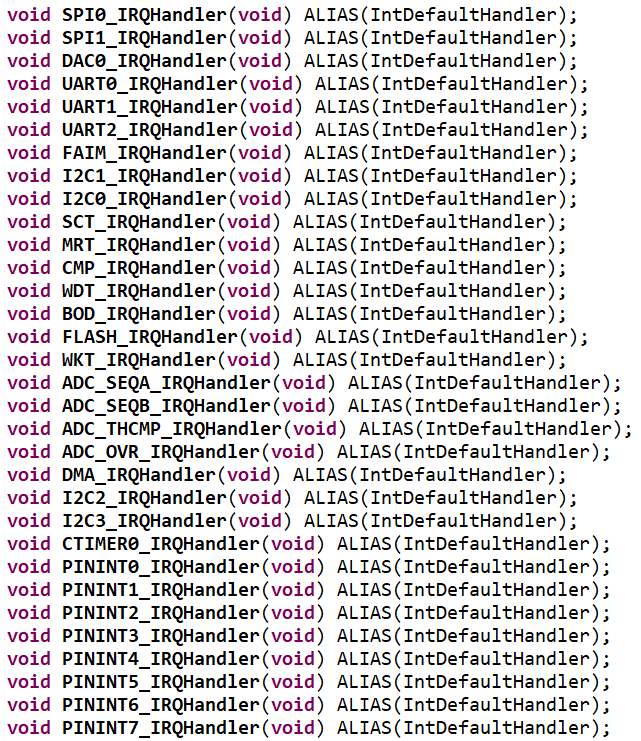 void SPI0_IRQHandler(void) ALIAS(IntDefaultHandler);
void SPI1_IRQHandler(void) ALIAS(IntDefaultHandler);
void DAC0_IRQHandler(void) ALIAS(IntDefaultHandler);
void UART0_IRQHandler(void) ALIAS(IntDefaultHandler);
void UART1_IRQHandler(void) ALIAS(IntDefaultHandler);
void UART2_IRQHandler(void) ALIAS(IntDefaultHandler);
void FAIM_IRQHandler(void) ALIAS(IntDefaultHandler);
void I2C1_IRQHandler(void) ALIAS(IntDefaultHandler);
void I2C0_IRQHandler(void) ALIAS(IntDefaultHandler);
void SCT_IRQHandler(void) ALIAS(IntDefaultHandler);
void MRT_IRQHandler(void) ALIAS(IntDefaultHandler);
void CMP_IRQHandler(void) ALIAS(IntDefaultHandler);
void WDT_IRQHandler(void) ALIAS(IntDefaultHandler);
void BOD_IRQHandler(void) ALIAS(IntDefaultHandler);
void FLASH_IRQHandler(void) ALIAS(IntDefaultHandler);
void WKT_IRQHandler(void) ALIAS(IntDefaultHandler);
void ADC_SEQA_IRQHandler(void) ALIAS(IntDefaultHandler);
void ADC_SEQB_IRQHandler(void) ALIAS(IntDefaultHandler);
void ADC_THCMP_IRQHandler(void) ALIAS(IntDefaultHandler);
void ADC_OVR_IRQHandler(void) ALIAS(IntDefaultHandler);
void DMA_IRQHandler(void) ALIAS(IntDefaultHandler);
void I2C2_IRQHandler(void) ALIAS(IntDefaultHandler);
void I2C3_IRQHandler(void) ALIAS(IntDefaultHandler);
void CTIMER0_IRQHandler(void) ALIAS(IntDefaultHandler);
void PININT0_IRQHandler(void) ALIAS(IntDefaultHandler);
void PININT1_IRQHandler(void) ALIAS(IntDefaultHandler);
void PININT2_IRQHandler(void) ALIAS(IntDefaultHandler);
void PININT3_IRQHandler(void) ALIAS(IntDefaultHandler);
void PININT4_IRQHandler(void) ALIAS(IntDefaultHandler);
void PININT5_IRQHandler(void) ALIAS(IntDefaultHandler);
void PININT6_IRQHandler(void) ALIAS(IntDefaultHandler);
void PININT7_IRQHandler(void) ALIAS(IntDefaultHandler);